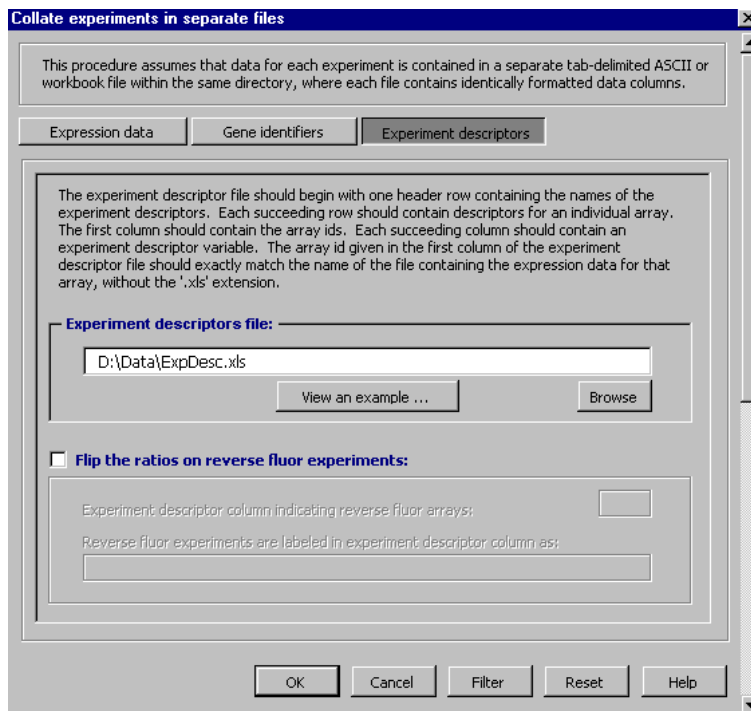 Collate experiments in separate files
This procedure assumes that data for each experiment is contained in a separate tab-delimited ASCII or
workbook file within the same directory, where each file contains identically formatted data columns.
Expression data
Gene identifiers
Experiment descriptors
The experiment descriptor file should begin with one header row containing the names of the
experiment descriptors. Each succeeding row should contain descriptors for an individual array.
The first column should contain the array ids. Each succeeding column should contain an
experiment descriptor variable. The array id given in the first column of the experiment
descriptor file should exactly match the name of the file containing the expression data for that
array, without the '.xls' extension.
Experiment descriptors file:
D:\Data\ExpDesc.xls
View an example ...
Browse
Flip the ratios on reverse fluor experiments:
Experiment descriptor column indicating reverse fluor arrays:
Reverse fluor experiments are labeled in experiment descriptor column as:
OK
Cancel
Filter
Reset
Help